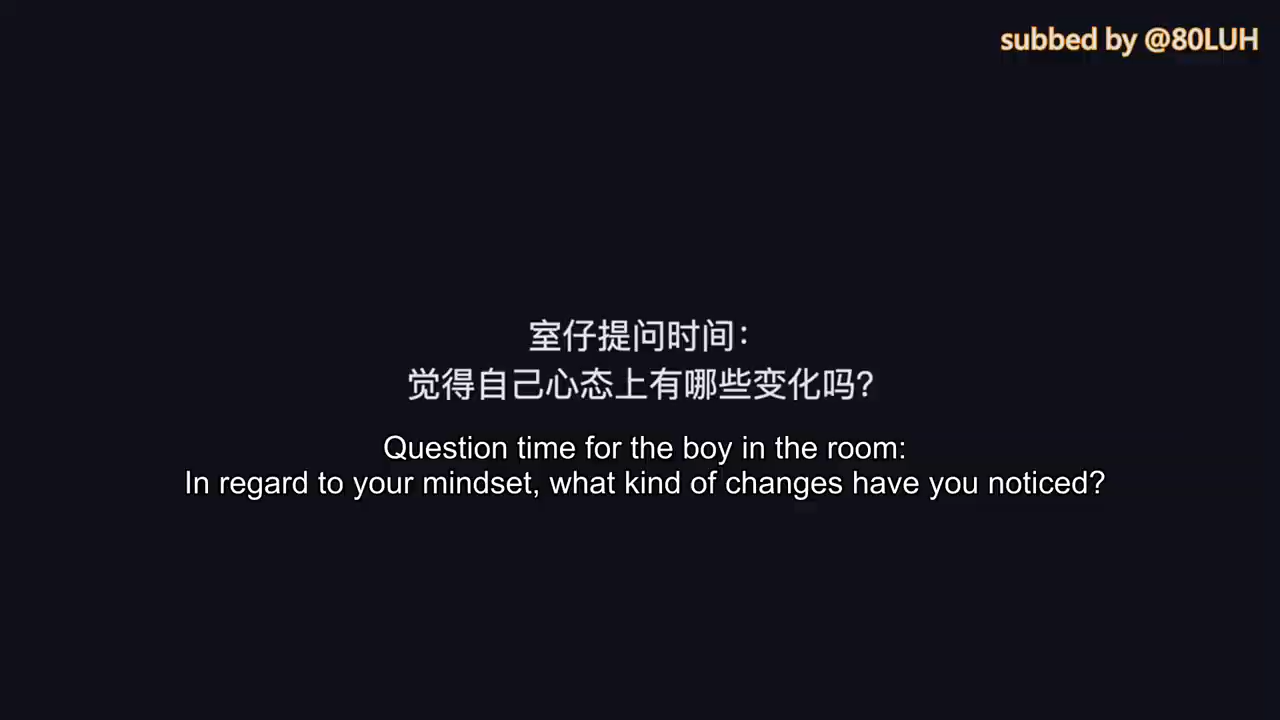 subbed by @80LUH
室仔提问时间：
觉得自己心态上有哪些变化吗？
Question time for the boy in the room:
In regard to your mindset, what kind of changes have you noticed?